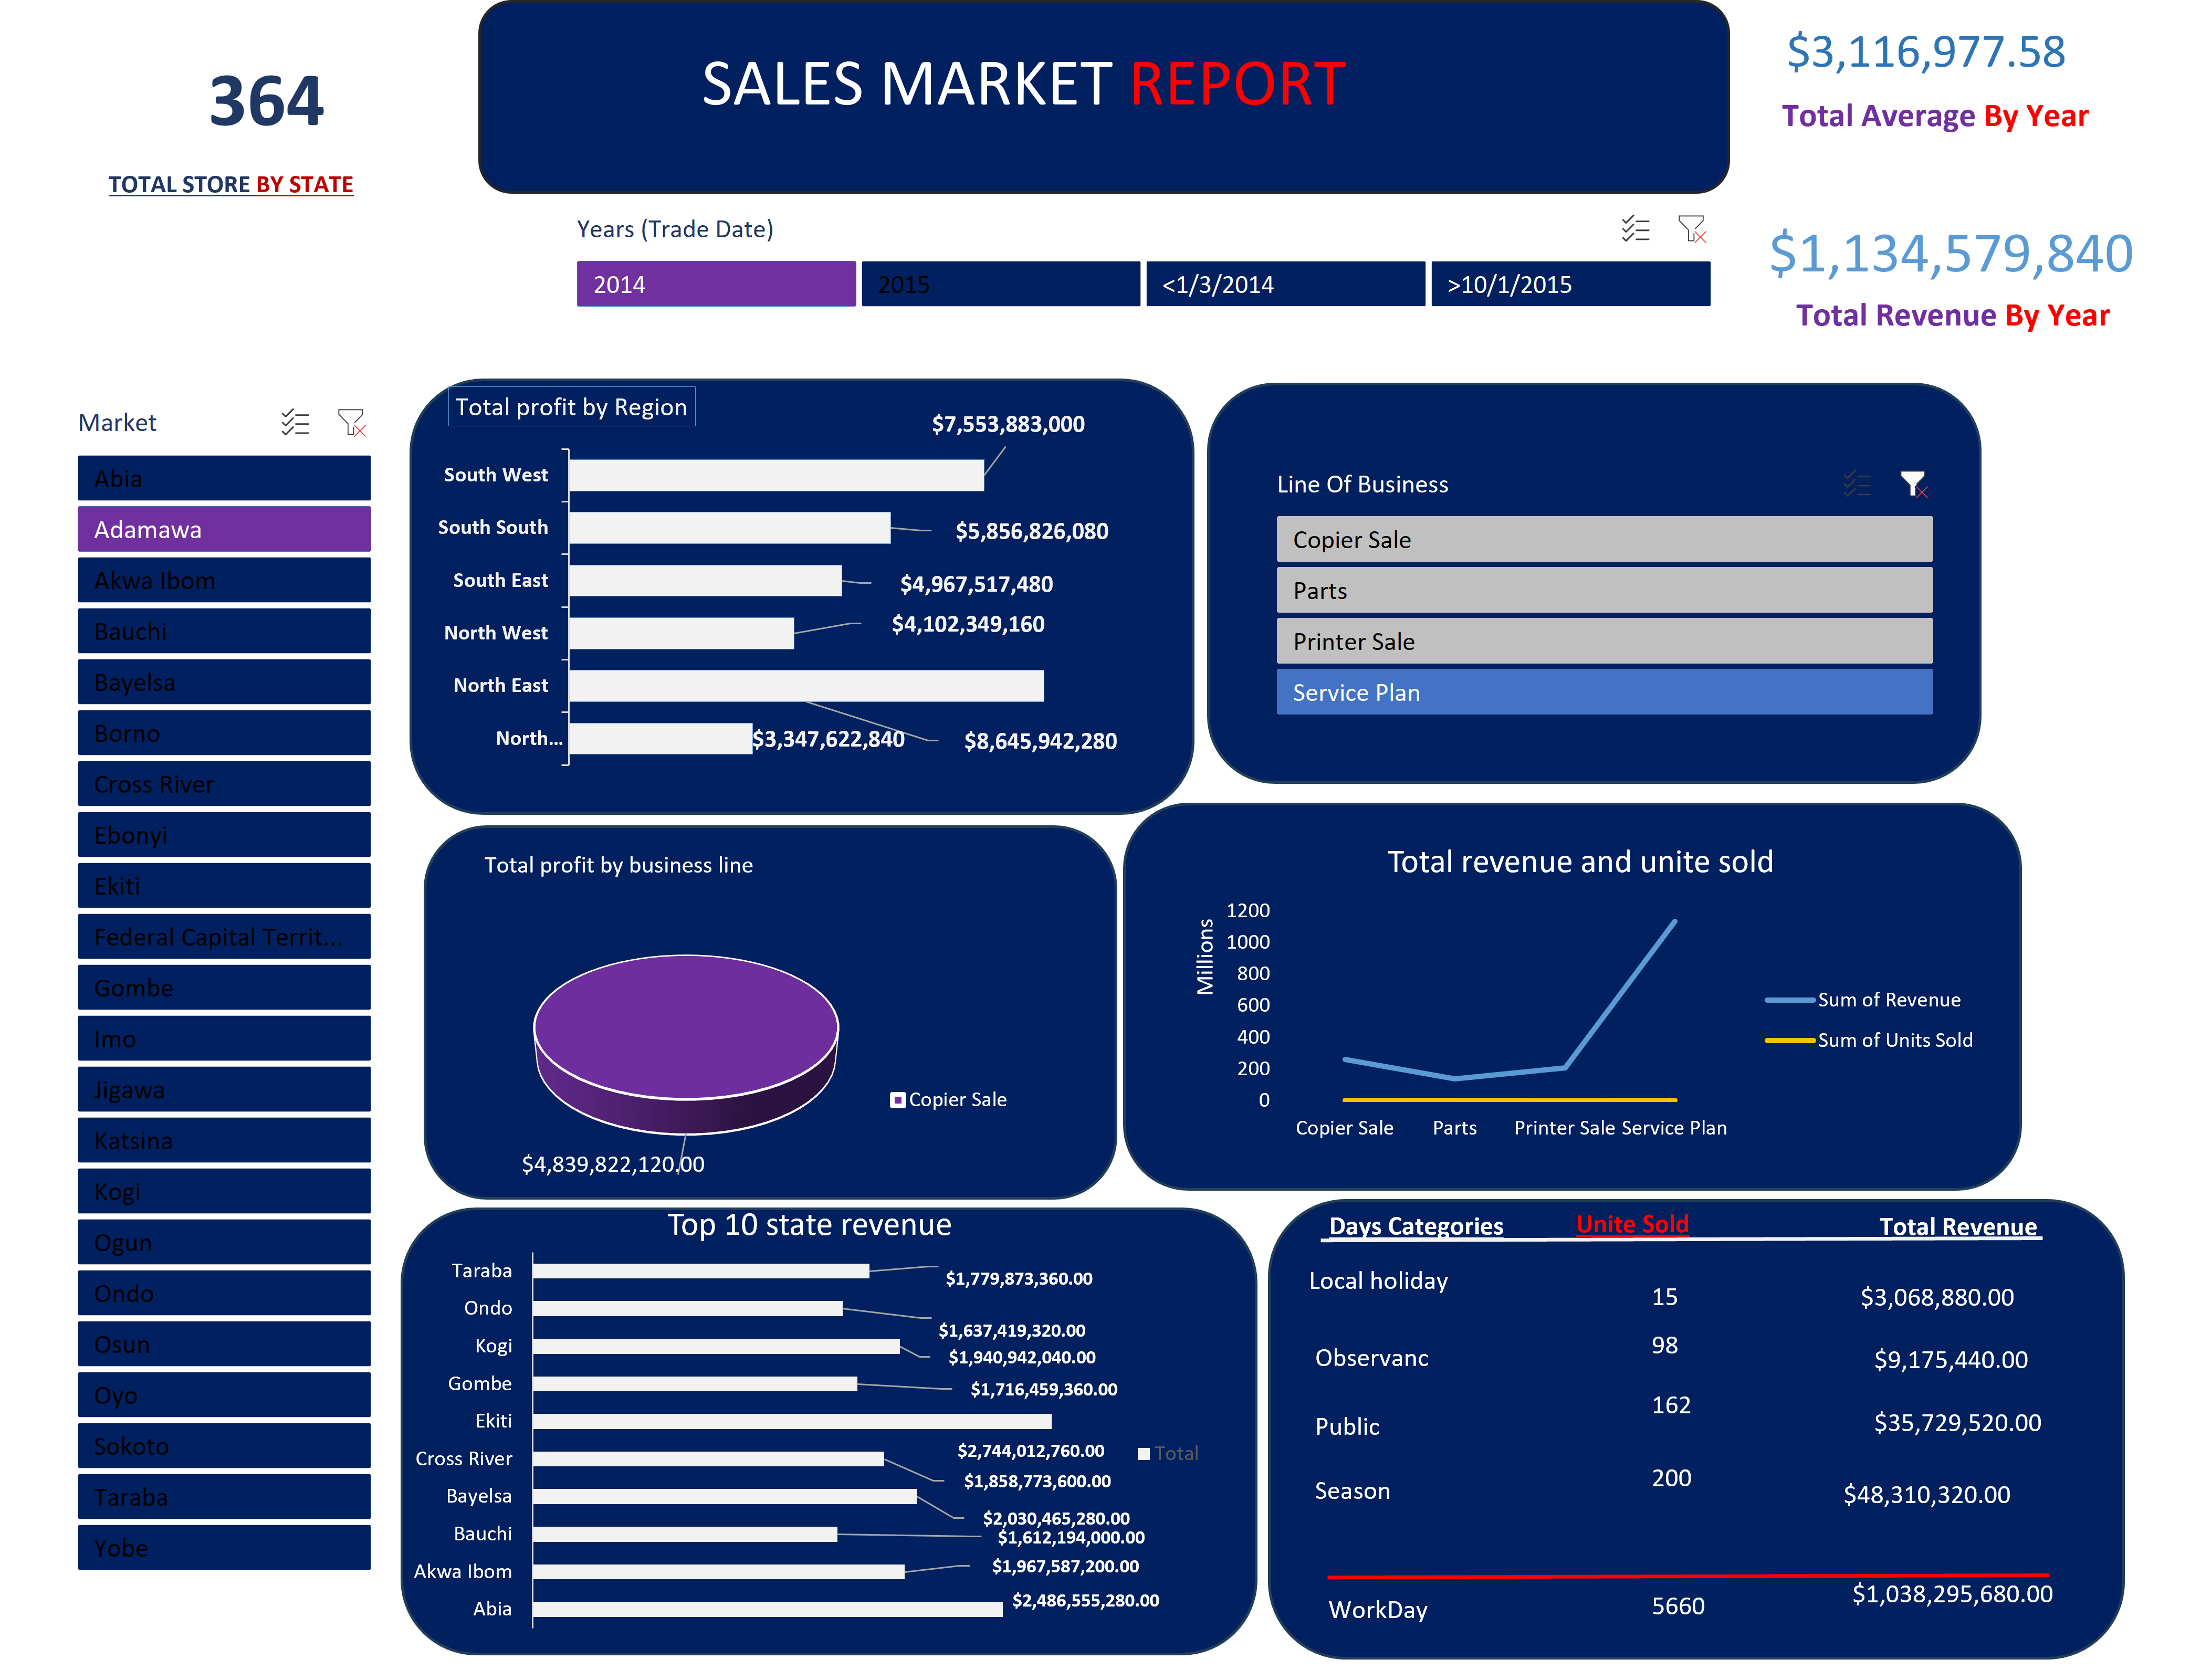 364
TOTAL STORE BY STATE
SALES MARKET REPORT
$3,116,977.58
Total Average By Year
$1,134,579,840
Total Revenue By Year
Years (Trade Date)
2014
2015
<1/3/2014
>10/1/2015
Market
Abia
Adamawa
Akwa Ibom
Bauchi
Bayelsa
Borno
Cross River
Ebonyi
Ekiti
Federal Capital Territ...
Gombe
Imo
Jigawa
Katsina
Kogi
Ogun
Ondo
Osun
Oyo
Sokoto
Taraba
Yobe
Total profit by Region
South West
$7,553,883,000
South South
$5,856,826,080
South East
$4,967,517,480
North West
$4,102,349,160
North East
$8,645,942,280
North...
$3,347,622,840
Line Of Business
Copier Sale
Parts
Printer Sale
Service Plan
Total profit by business line
Copier Sale
$4,839,822,120.00
Total revenue and unite sold
Millions
1200
1000
800
600
400
200
0
Copier Sale
Parts
Printer Sale
Service Plan
Sum of Revenue
Sum of Units Sold
Top 10 state revenue
Taraba
$1,779,873,360.00
Ondo
$1,637,419,320.00
Kogi
$1,940,942,040.00
Gombe
$1,716,459,360.00
Ekiti
$2,744,012,760.00
Cross River
$1,858,773,600.00
Bayelsa
$2,030,465,280.00
Bauchi
$1,612,194,000.00
Akwa Ibom
$1,967,587,200.00
Abia
$2,486,555,280.00
Total
Days Categories Unite Sold Total Revenue
Local holiday 15 $3,068,880.00
Observanc 98 $9,175,440.00
Public 162 $35,729,520.00
Season 200 $48,310,320.00
WorkDay 5660 $1,038,295,680.00